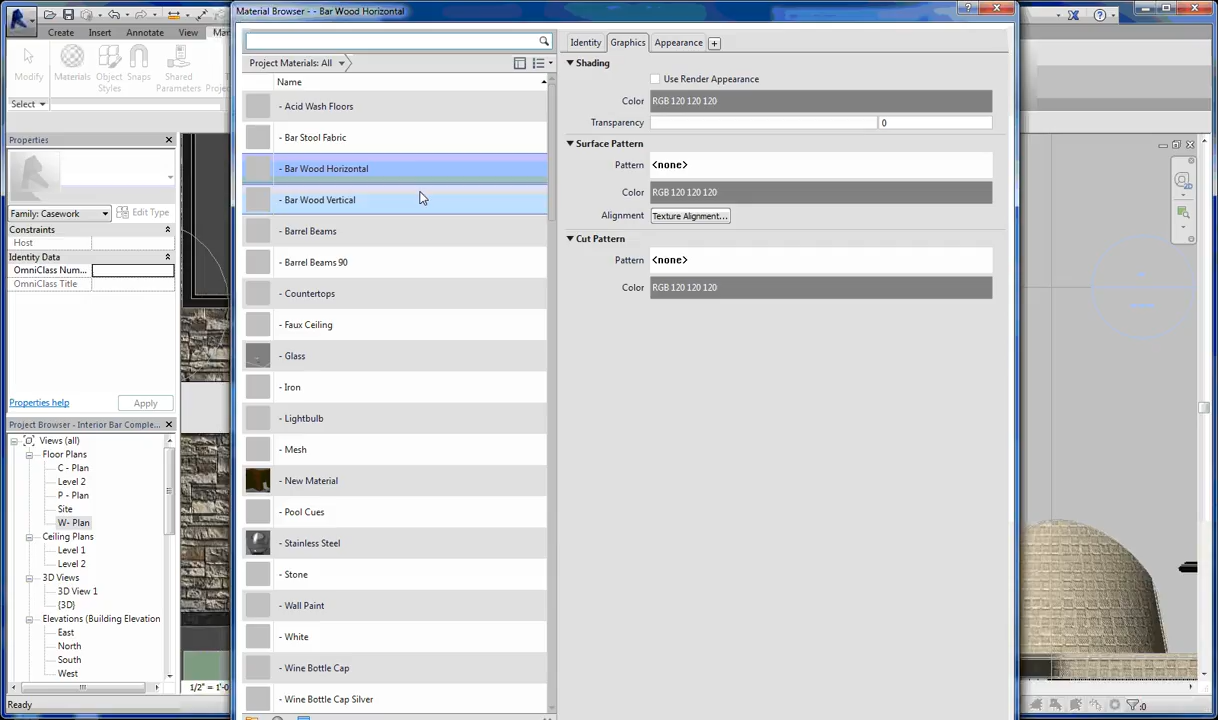 Material Browser - - Bar Wood Horizontal
Create
Insert
Annotate
View
Modify
Materials
Object Styles
Snaps
Shared Parameters
Select
Properties
Family: Casework
Edit Type
Constraints
Host
Identity Data
OmniClass Num...
OmniClass Title
Properties help
Apply
Project Browser - Interior Bar Comple...
Views (all)
Floor Plans
C - Plan
Level 2
P - Plan
Site
W- Plan
Ceiling Plans
Level 1
Level 2
3D Views
3D View 1
{3D}
Elevations (Building Elevation
East
North
South
West
Ready
1/2" = 1'-0
Project Materials: All
Name
- Acid Wash Floors
- Bar Stool Fabric
- Bar Wood Horizontal
- Bar Wood Vertical
- Barrel Beams
- Barrel Beams 90
- Countertops
- Faux Ceiling
- Glass
- Iron
- Lightbulb
- Mesh
- New Material
- Pool Cues
- Stainless Steel
- Stone
- Wall Paint
- White
- Wine Bottle Cap
- Wine Bottle Cap Silver
Identity
Graphics
Appearance
Shading
Use Render Appearance
Color RGB 120 120 120
Transparency 0
Surface Pattern
Pattern <none>
Color RGB 120 120 120
Alignment Texture Alignment...
Cut Pattern
Pattern <none>
Color RGB 120 120 120
:0